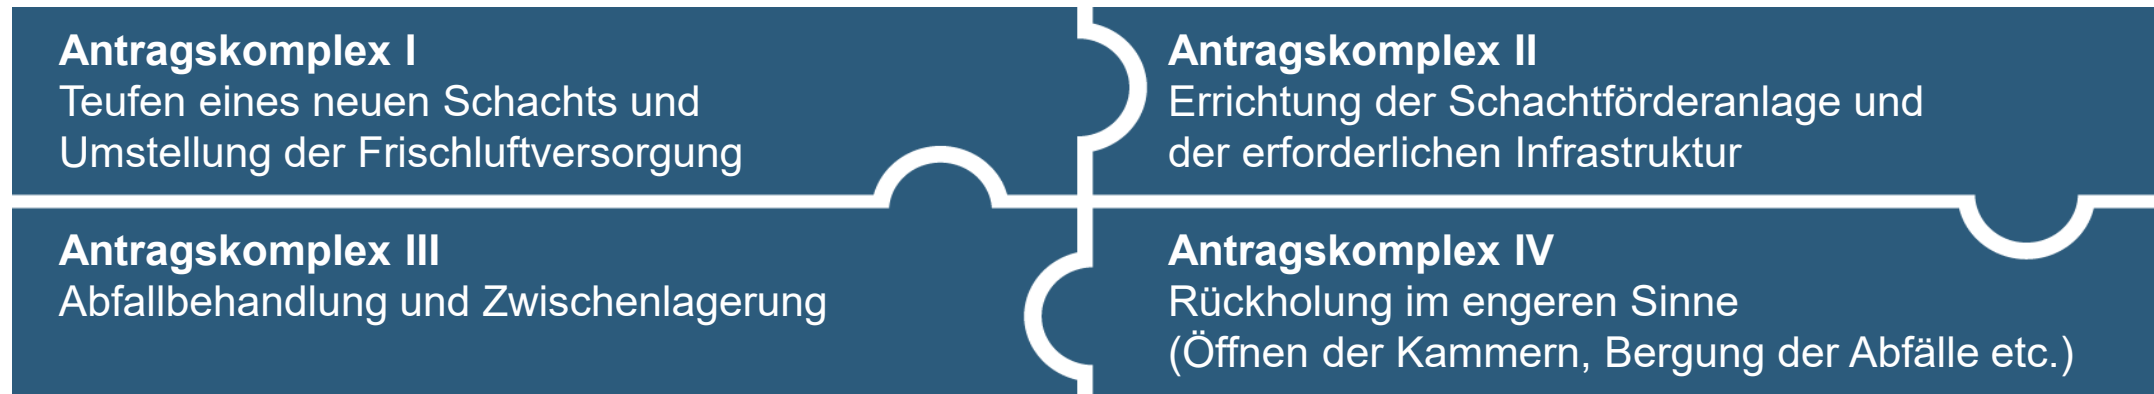 Antragskomplex I
Teufen eines neuen Schachts und
Umstellung der Frischluftversorgung
Antragskomplex II
Errichtung der Schachtförderanlage und
der erforderlichen Infrastruktur
Antragskomplex III
Abfallbehandlung und Zwischenlagerung
Antragskomplex IV
Rückholung im engeren Sinne
(Öffnen der Kammern, Bergung der Abfälle etc.)